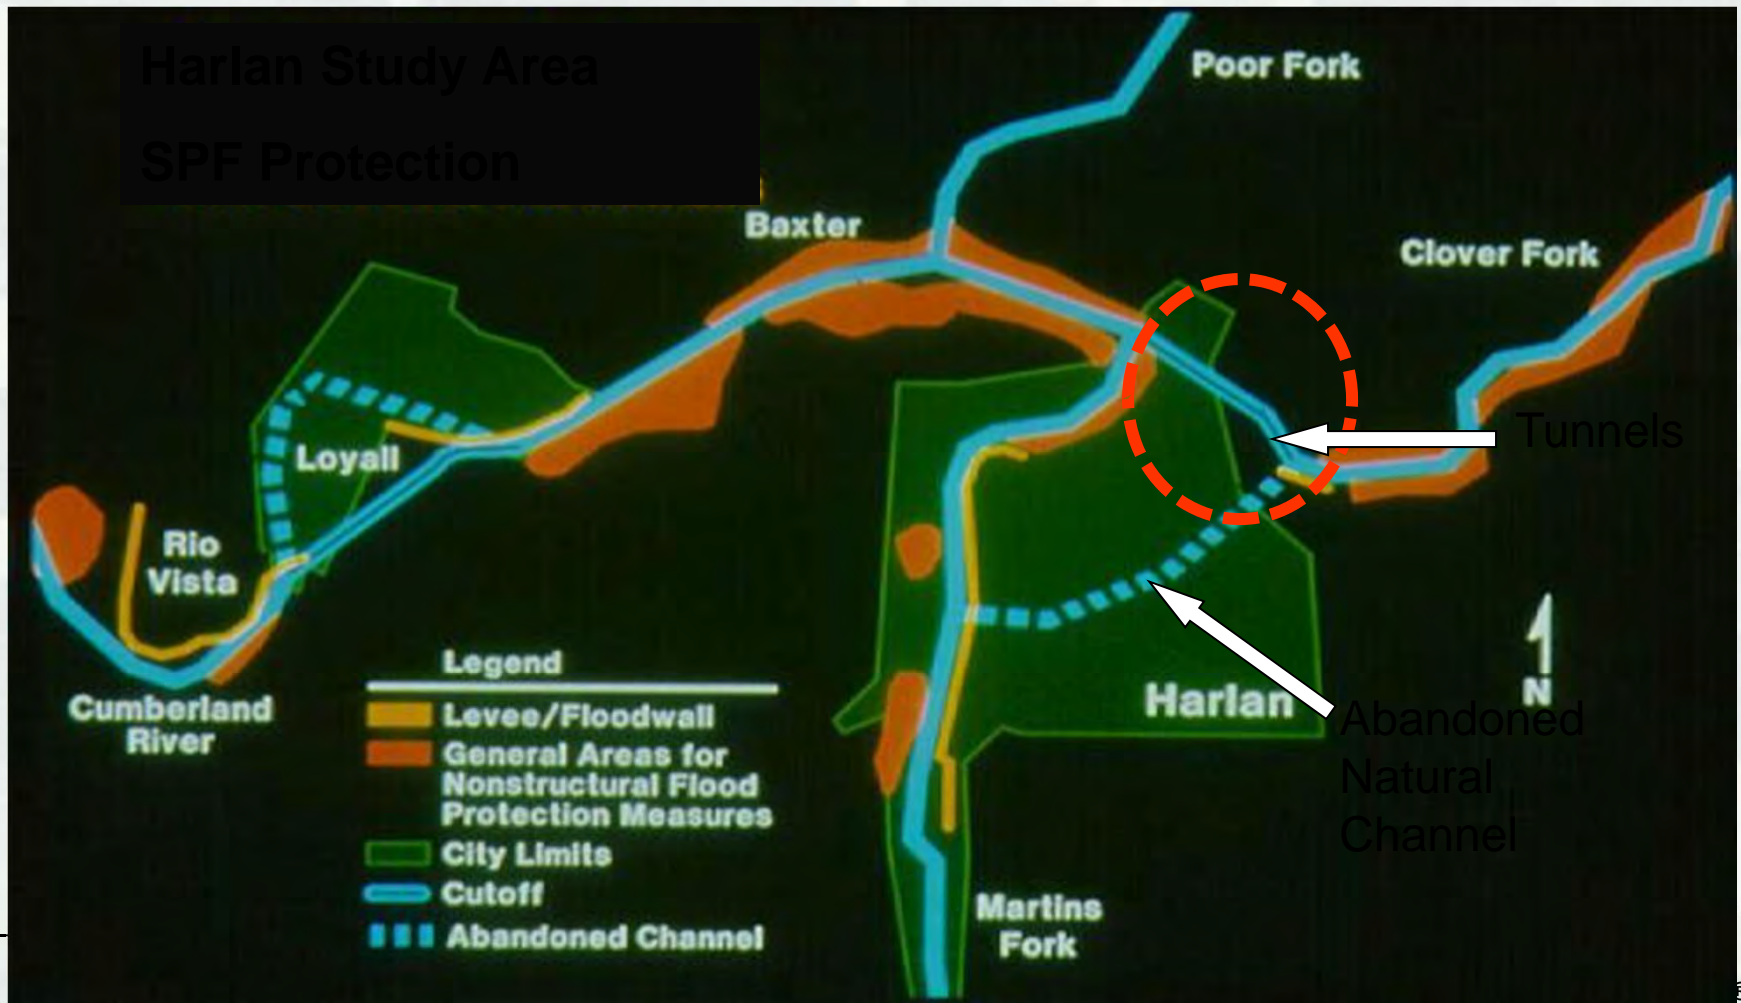 Harlan Study Area
SPF Protection
Poor Fork
Baxter
Clover Fork
Tunnels
Loyall
Rio
Vista
Cumberland
River
Harlan
N
Abandoned
Natural
Channel
Legend
Levee/Floodwall
General Areas for
Nonstructural Flood
Protection Measures
City Limits
Cutoff
Abandoned Channel
Martins
Fork